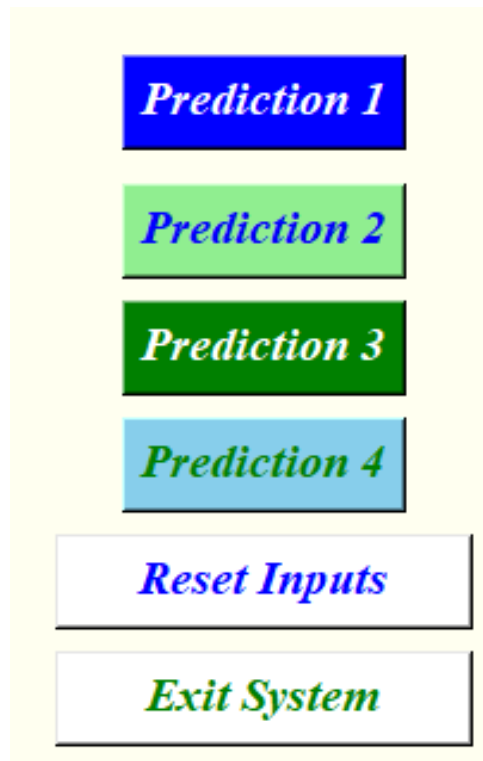 Prediction 1
Prediction 2
Prediction 3
Prediction 4
Reset Inputs
Exit System